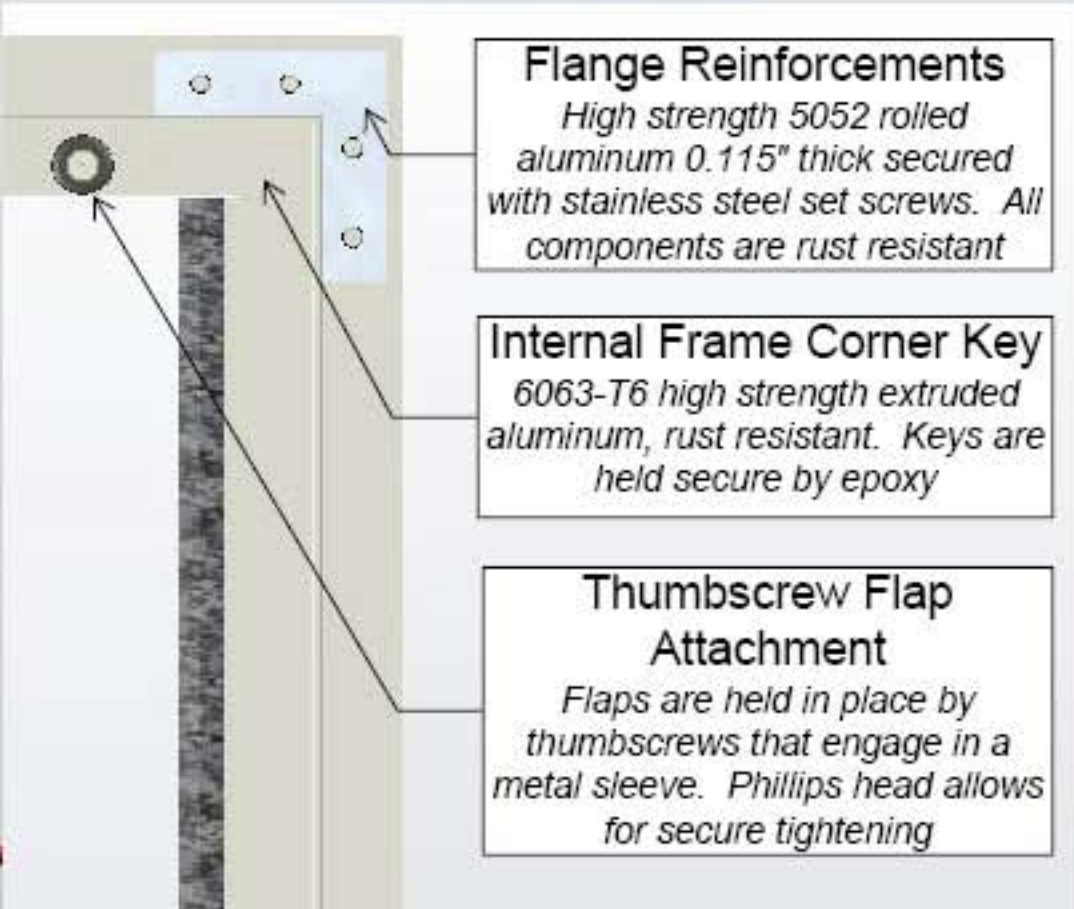 Flange Reinforcements
High strength 5052 rolled
aluminum 0.115" thick secured
with stainless steel set screws. All
components are rust resistant
Internal Frame Corner Key
6063-T6 high strength extruded
aluminum, rust resistant. Keys are
held secure by epoxy
Thumbscrew Flap
Attachment
Flaps are held in place by
thumbscrews that engage in a
metal sleeve. Phillips head allows
for secure tightening